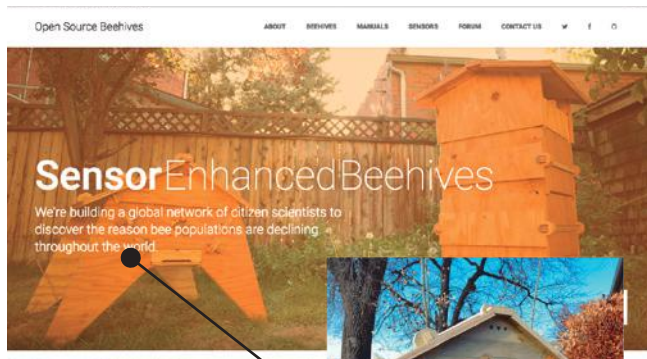 Open Source Beehives
ABOUT BEEHIVES MANUALS SENSORS FORUM CONTACT US
SensorEnhancedBeehives
We're building a global network of citizen scientists to
discover the reason bee populations are declining
throughout the world.